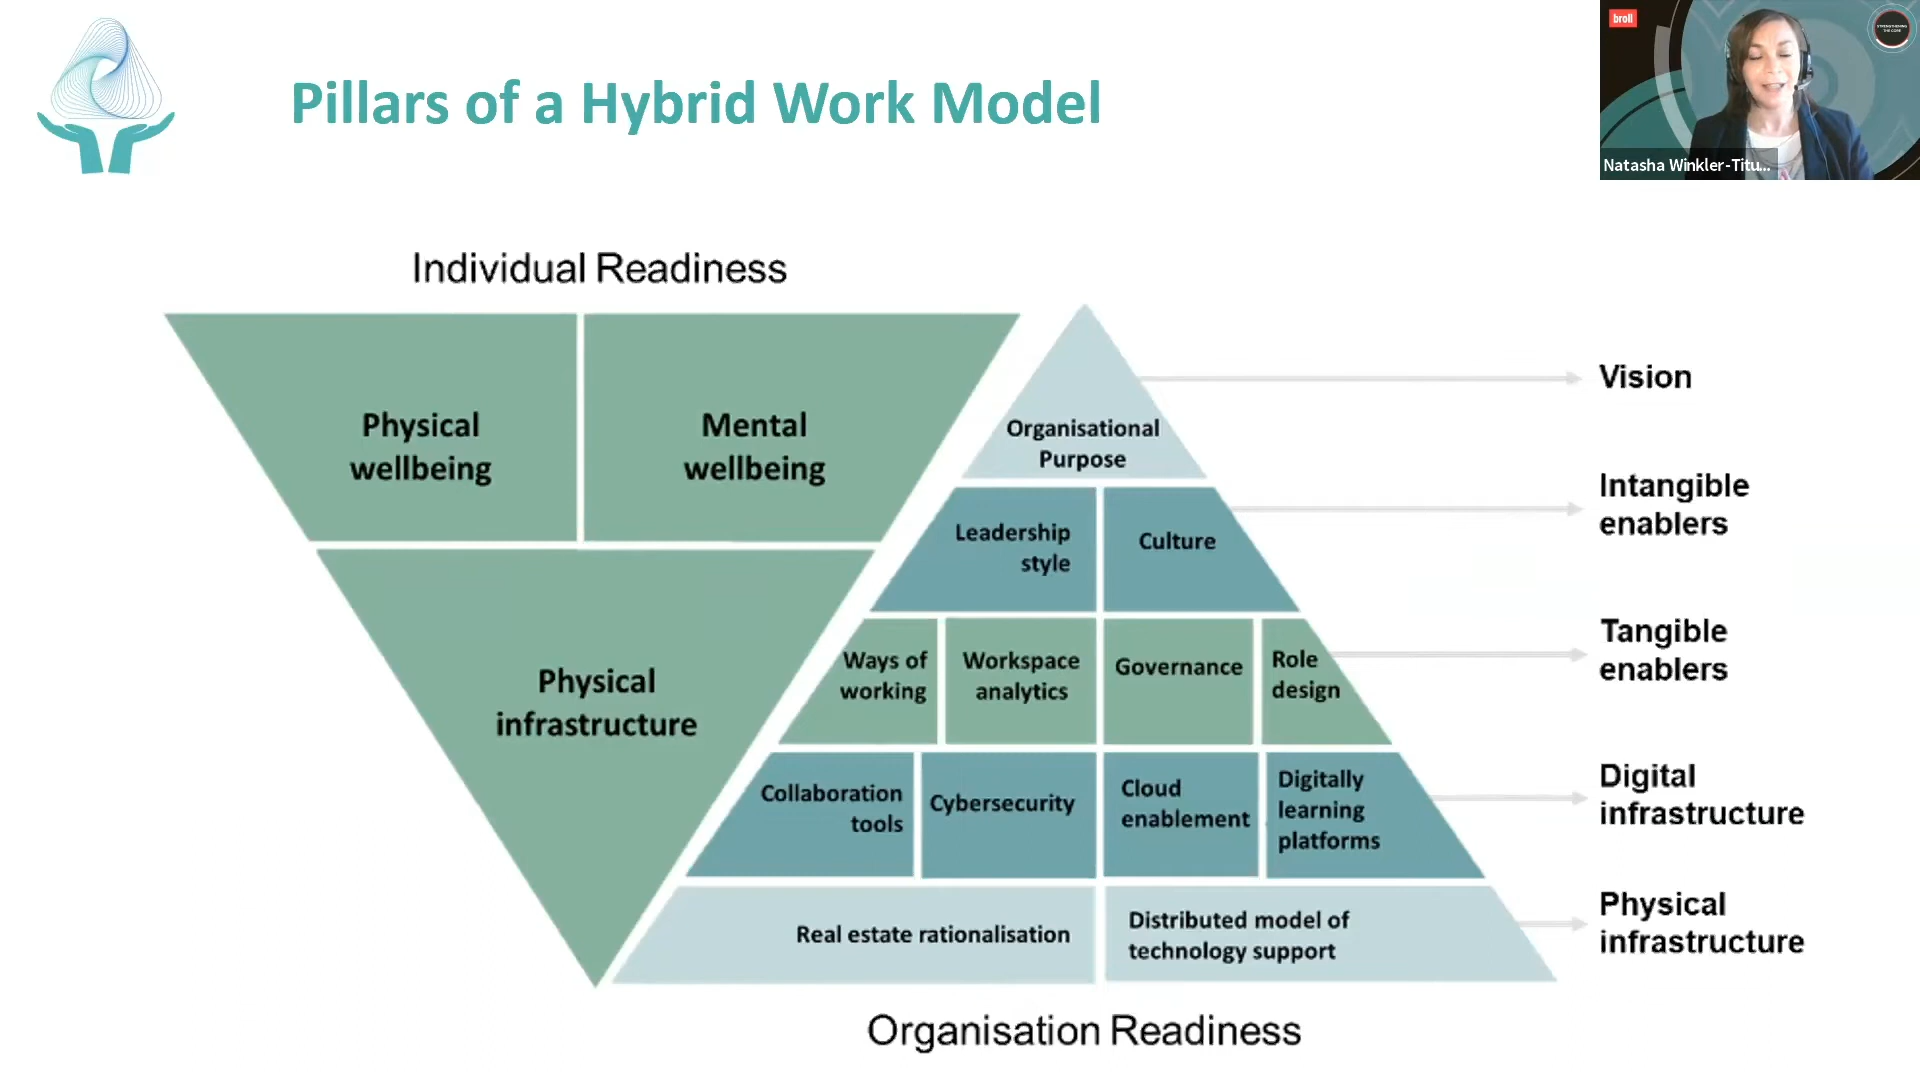 Pillars of a Hybrid Work Model
broll
STRENGTHENING
THE CORE
Natasha Winkler-Titu...
Individual Readiness
Physical
wellbeing
Mental
wellbeing
Physical
infrastructure
Organisational
Purpose
Leadership
style
Culture
Ways of
working
Workspace
analytics
Governance
Role
design
Collaboration
tools
Cybersecurity
Cloud
enablement
Digitally
learning
platforms
Real estate rationalisation
Distributed model of
technology support
Vision
Intangible
enablers
Tangible
enablers
Digital
infrastructure
Physical
infrastructure
Organisation Readiness